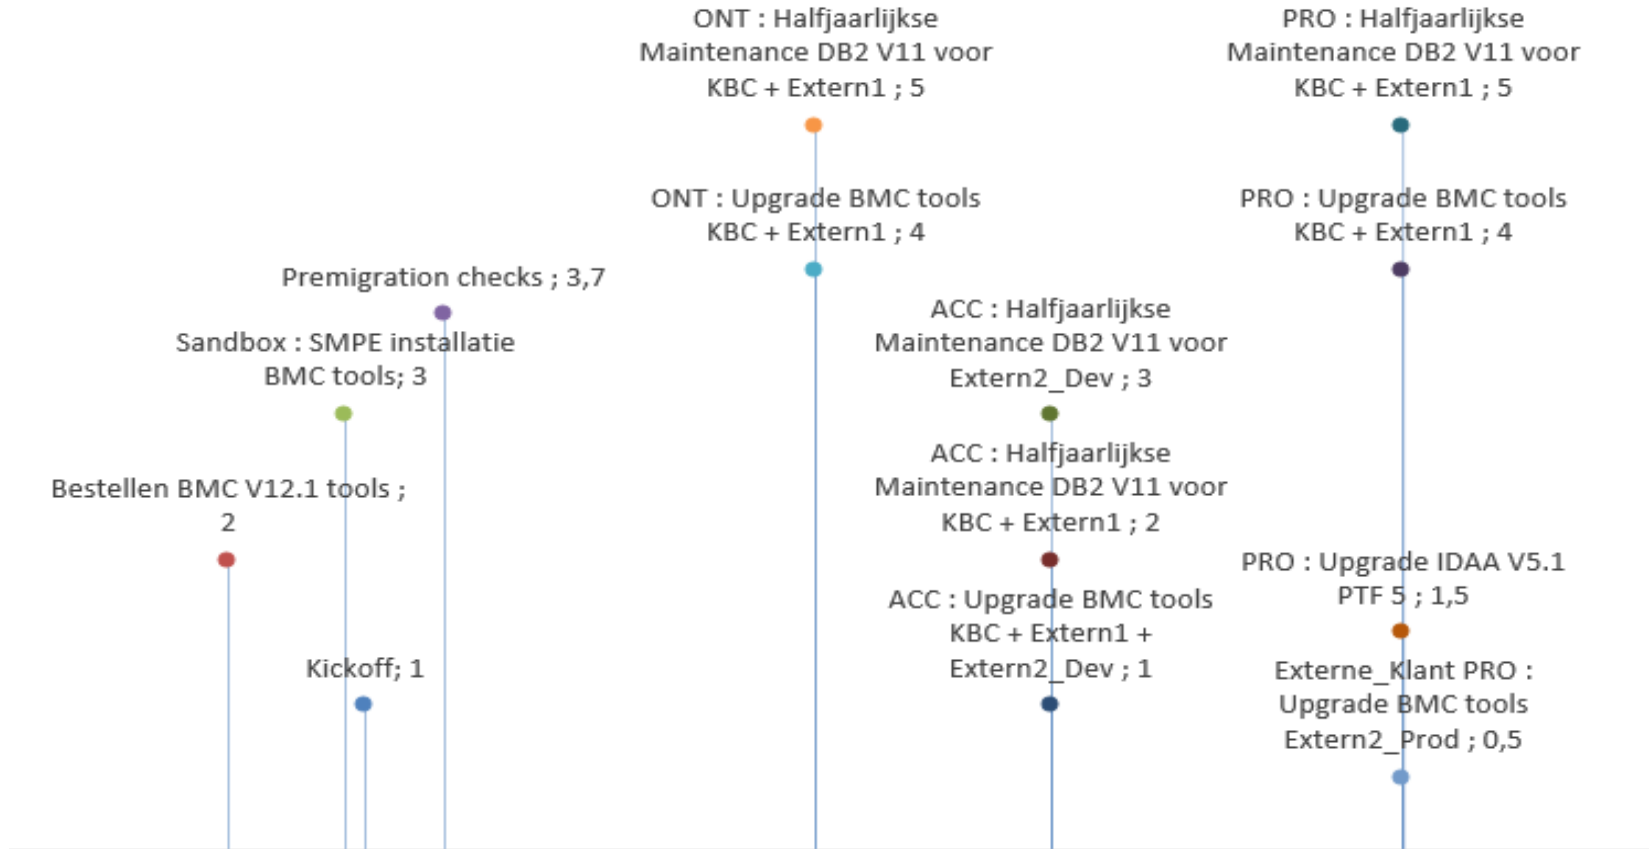 ONT : Halfjaarlijkse
Maintenance DB2 V11 voor
KBC + Extern1 ; 5
PRO : Halfjaarlijkse
Maintenance DB2 V11 voor
KBC + Extern1 ; 5
ONT : Upgrade BMC tools
KBC + Extern1 ; 4
PRO : Upgrade BMC tools
KBC + Extern1 ; 4
Premigration checks ; 3,7
Sandbox : SMPE installatie
BMC tools; 3
ACC : Halfjaarlijkse
Maintenance DB2 V11 voor
Extern2_Dev ; 3
Bestellen BMC V12.1 tools ;
2
ACC : Halfjaarlijkse
Maintenance DB2 V11 voor
KBC + Extern1 ; 2
PRO : Upgrade IDAA V5.1
PTF 5 ; 1,5
Kickoff; 1
ACC : Upgrade BMC tools
KBC + Extern1 +
Extern2_Dev ; 1
Externe_Klant PRO :
Upgrade BMC tools
Extern2_Prod ; 0,5